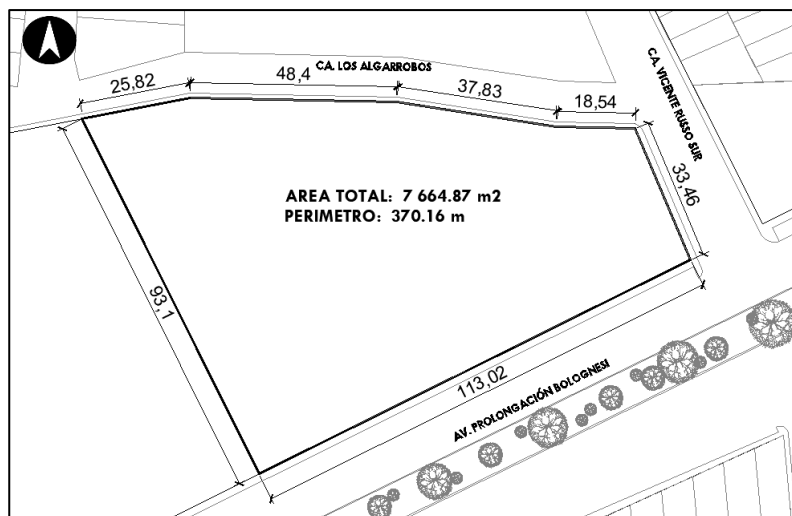 CA. LOS ALGARROBOS
25,82
48,4
37,83
18,54
CA. VICENTE RUSSO SUR
33,46
AREA TOTAL: 7 664.87 m2
PERIMETRO: 370.16 m
93,1
113,02
AV. PROLONGACIÓN BOLOGNESI